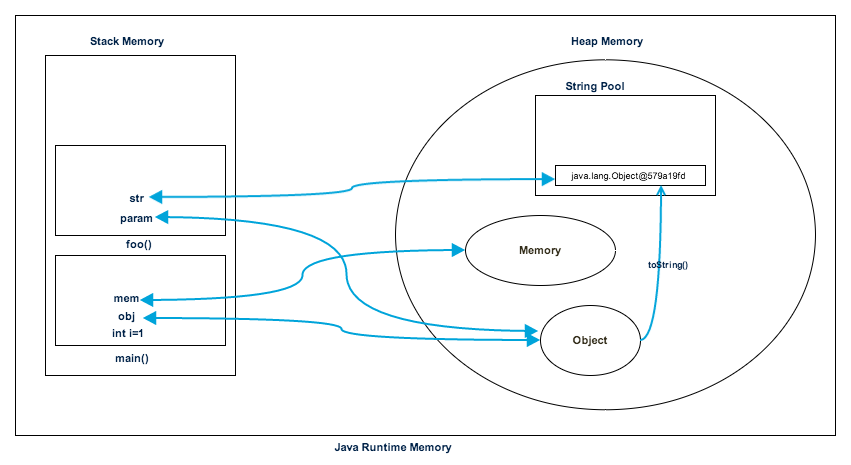 Stack Memory
Heap Memory
String Pool
java.lang.Object@579a19fd
str
param
foo()
Memory
toString()
mem
obj
int i=1
main()
Object
Java Runtime Memory